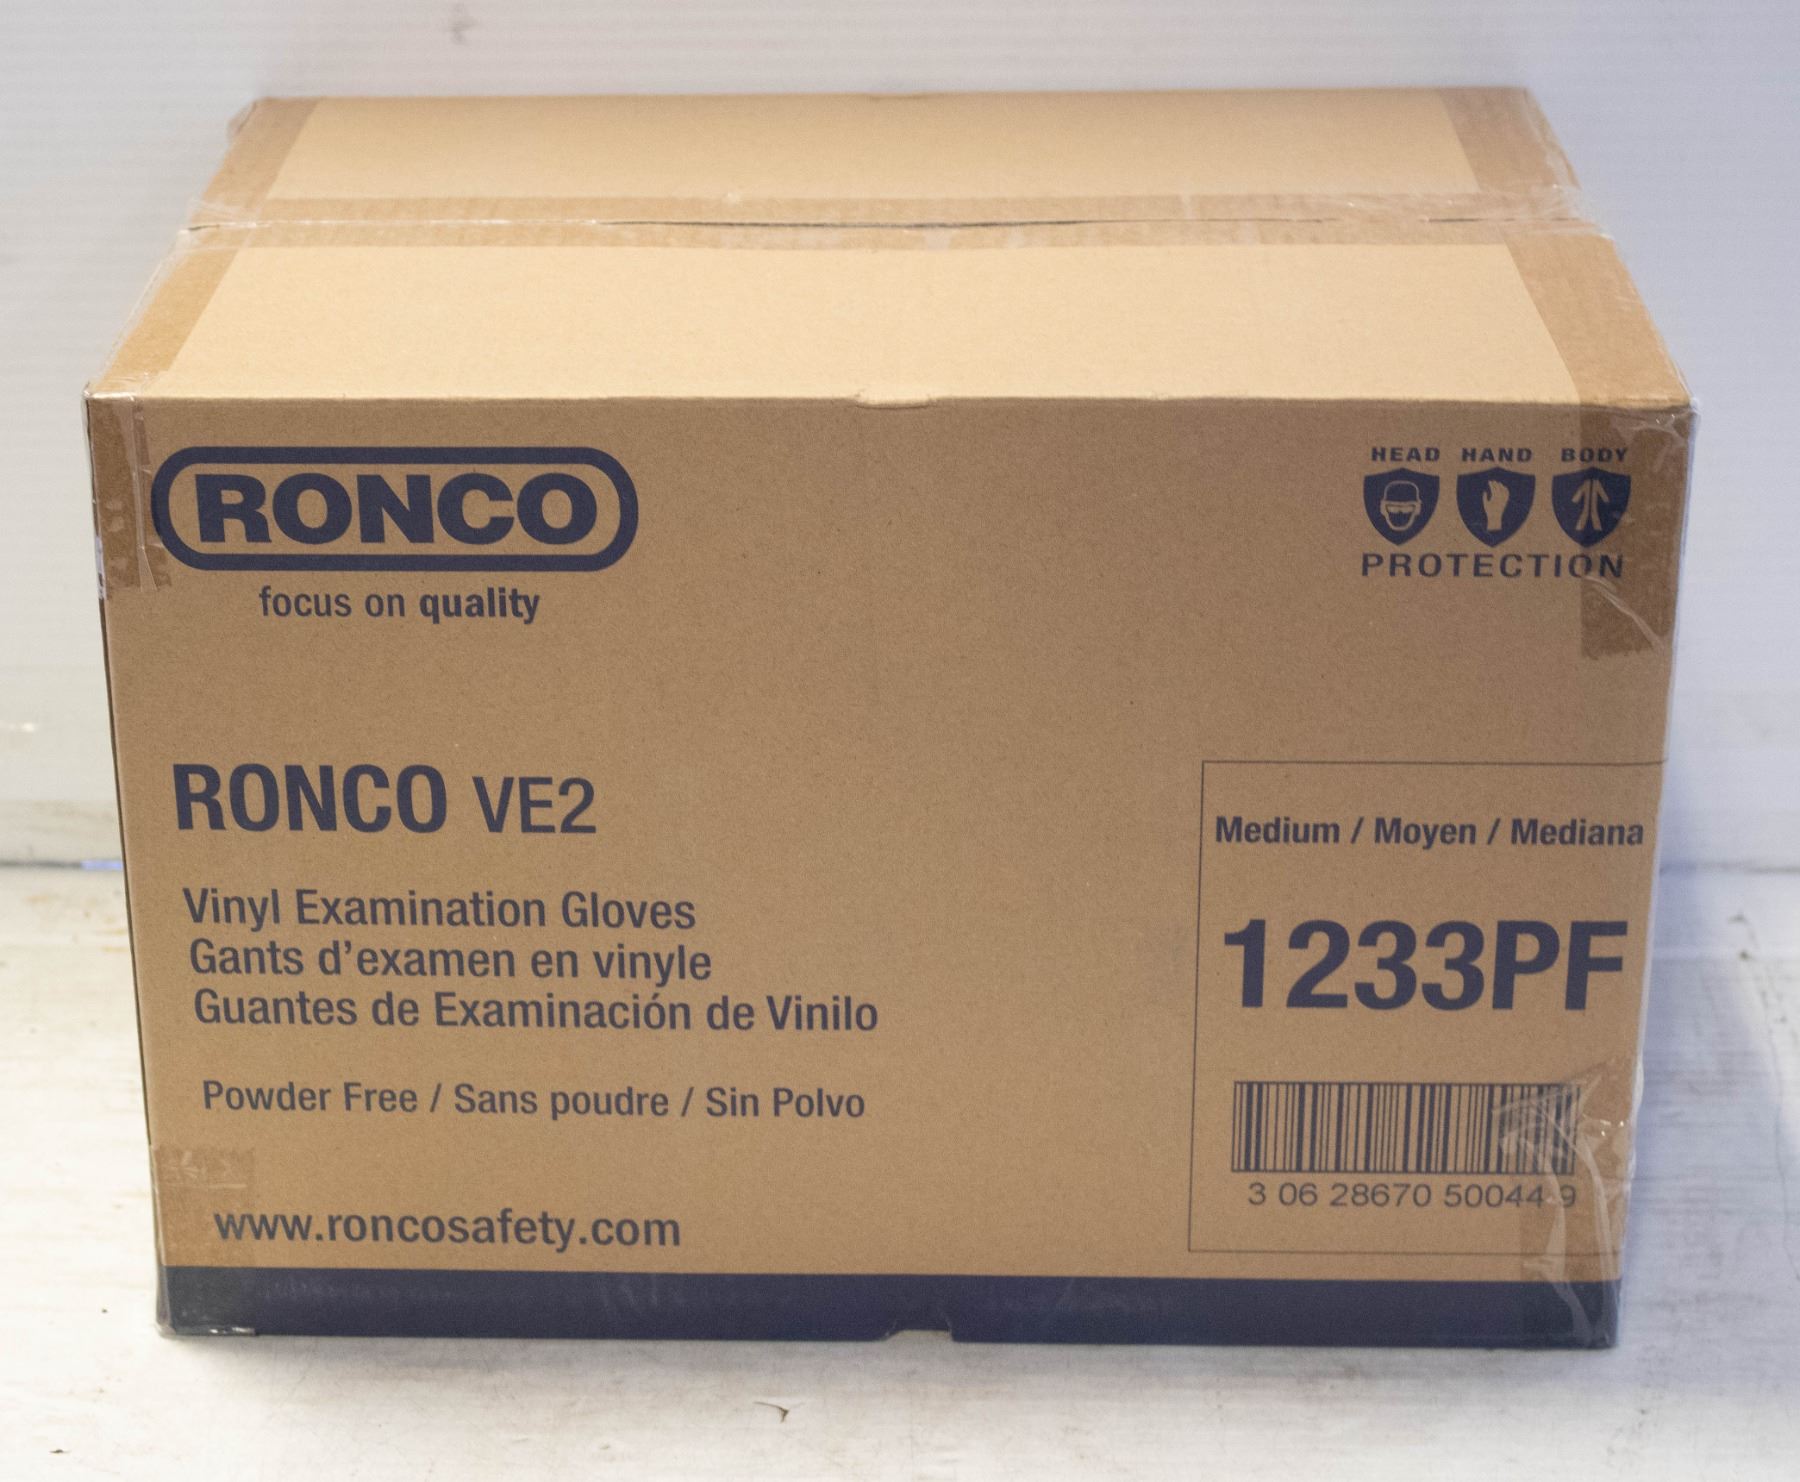 RONCO
focus on quality
HEAD HAND BODY
PROTECTION
RONCO VE2
Vinyl Examination Gloves
Gants d'examen en vinyle
Guantes de Examinación de Vinilo
Powder Free / Sans poudre / Sin Polvo
www.roncosafety.com
Medium / Moyen / Mediana
1233PF
3 06 28670 50044 9